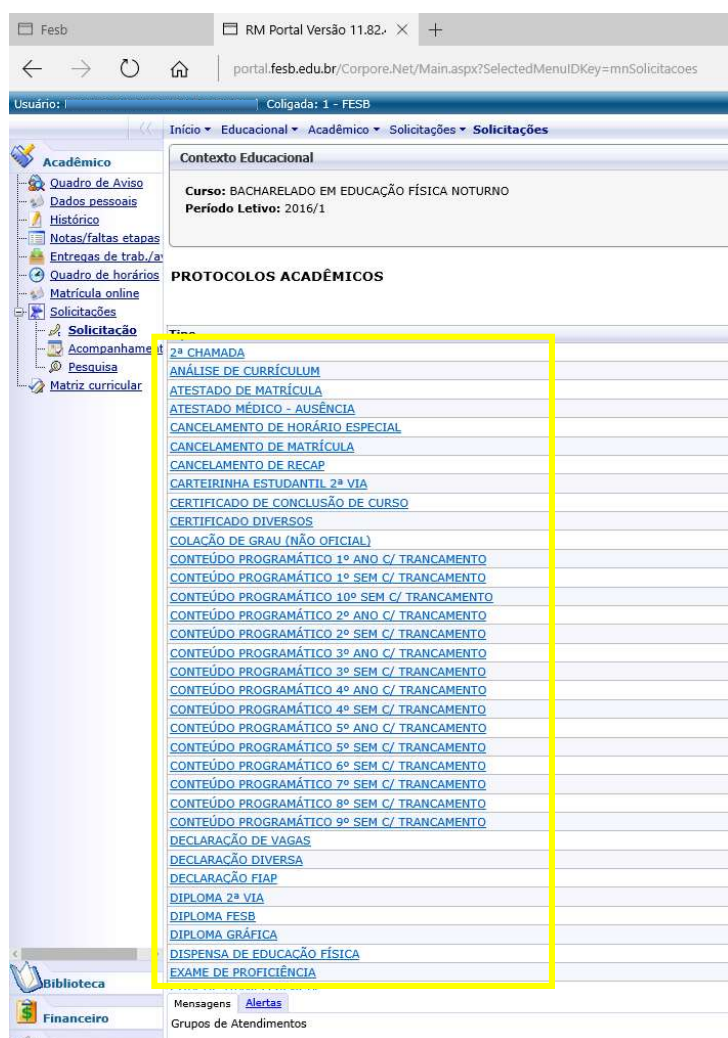 Fesb
RM Portal Versão 11.82.
portal.fesb.edu.br/Corpore.Net/Main.aspx?SelectedMenuIDKey=mnSolicitacoes
Usuário:
Coligada: 1 - FESB
Início Educacional Acadêmico Solicitações Solicitações
Acadêmico
Quadro de Aviso
Dados pessoais
Histórico
Notas/faltas etapas
Entregas de trab./a
Quadro de horários
Matrícula online
Solicitações
Solicitação
Acompanhament
Pesquisa
Matriz curricular
Biblioteca
Financeiro
Contexto Educacional
Curso: BACHARELADO EM EDUCAÇÃO FÍSICA NOTURNO
Período Letivo: 2016/1
PROTOCOLOS ACADÊMICOS
Tipo
2ª CHAMADA
ANÁLISE DE CURRÍCULUM
ATESTADO DE MATRÍCULA
ATESTADO MÉDICO - AUSÊNCIA
CANCELAMENTO DE HORÁRIO ESPECIAL
CANCELAMENTO DE MATRÍCULA
CANCELAMENTO DE RECAP
CARTEIRINHA ESTUDANTIL 2ª VIA
CERTIFICADO DE CONCLUSÃO DE CURSO
CERTIFICADO DIVERSOS
COLAÇÃO DE GRAU (NÃO OFICIAL)
CONTEÚDO PROGRAMÁTICO 1º ANO C/ TRANCAMENTO
CONTEÚDO PROGRAMÁTICO 1º SEM C/ TRANCAMENTO
CONTEÚDO PROGRAMÁTICO 10º SEM C/ TRANCAMENTO
CONTEÚDO PROGRAMÁTICO 2º ANO C/ TRANCAMENTO
CONTEÚDO PROGRAMÁTICO 2º SEM C/ TRANCAMENTO
CONTEÚDO PROGRAMÁTICO 3º ANO C/ TRANCAMENTO
CONTEÚDO PROGRAMÁTICO 3º SEM C/ TRANCAMENTO
CONTEÚDO PROGRAMÁTICO 4º ANO C/ TRANCAMENTO
CONTEÚDO PROGRAMÁTICO 4º SEM C/ TRANCAMENTO
CONTEÚDO PROGRAMÁTICO 5º ANO C/ TRANCAMENTO
CONTEÚDO PROGRAMÁTICO 5º SEM C/ TRANCAMENTO
CONTEÚDO PROGRAMÁTICO 6º SEM C/ TRANCAMENTO
CONTEÚDO PROGRAMÁTICO 7º SEM C/ TRANCAMENTO
CONTEÚDO PROGRAMÁTICO 8º SEM C/ TRANCAMENTO
CONTEÚDO PROGRAMÁTICO 9º SEM C/ TRANCAMENTO
DECLARAÇÃO DE VAGAS
DECLARAÇÃO DIVERSA
DECLARAÇÃO FIAP
DIPLOMA 2ª VIA
DIPLOMA FESB
DIPLOMA GRÁFICA
DISPENSA DE EDUCAÇÃO FÍSICA
EXAME DE PROFICIÊNCIA
Mensagens Alertas
Grupos de Atendimentos